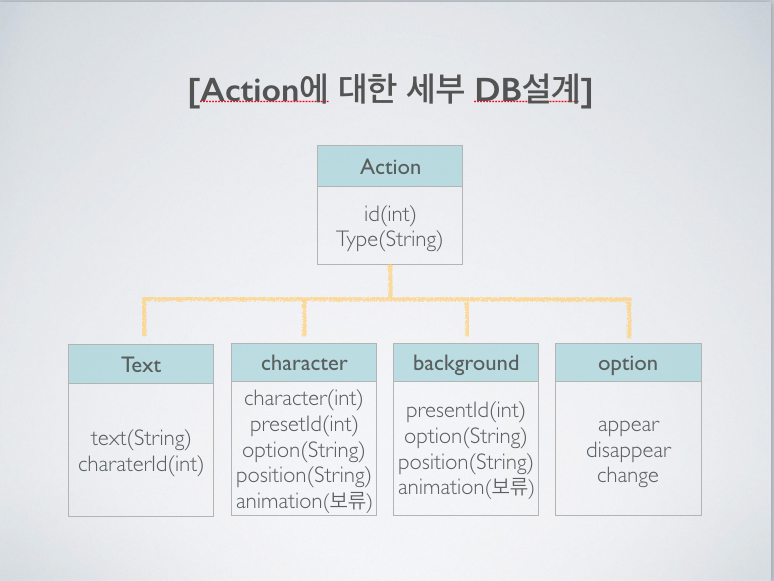 [Action에 대한 세부 DB설계]
Action
id(int)
Type(String)
Text
text(String)
charaterId(int)
character
character(int)
presetId(int)
option(String)
position(String)
animation(보류)
background
presentId(int)
option(String)
position(String)
animation(보류)
option
appear
disappear
change